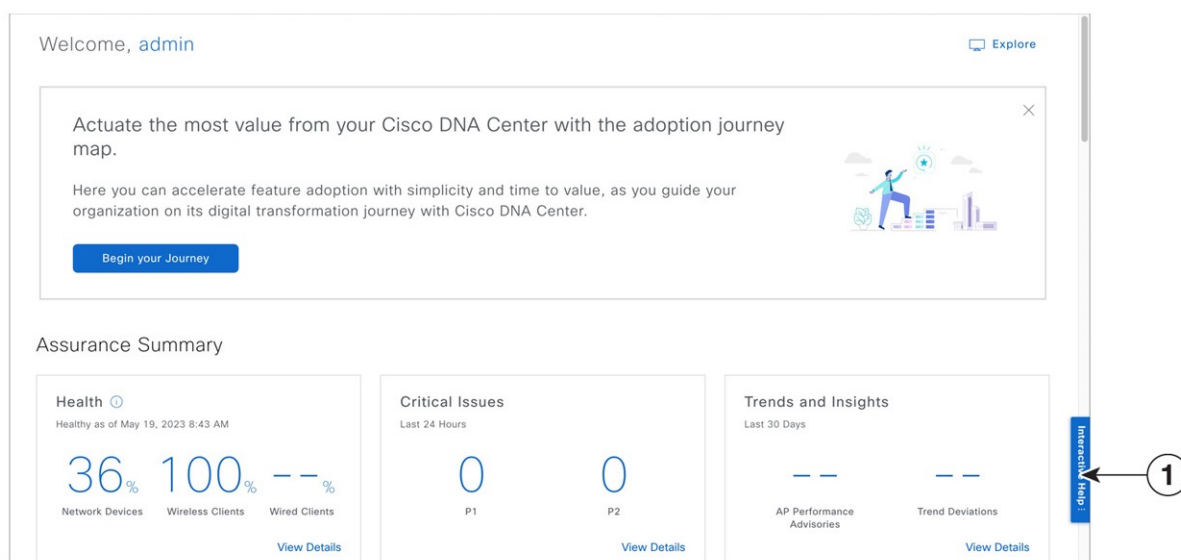 Welcome, admin
Explore
Actuate the most value from your Cisco DNA Center with the adoption journey
map.
Here you can accelerate feature adoption with simplicity and time to value, as you guide your
organization on its digital transformation journey with Cisco DNA Center.
Begin your Journey
Assurance Summary
Health
Healthy as of May 19, 2023 8:43 AM
36% 100% --%
Network Devices Wireless Clients Wired Clients
View Details
Critical Issues
Last 24 Hours
0 0
P1 P2
View Details
Trends and Insights
Last 30 Days
-- --
AP Performance
Advisories
Trend Deviations
View Details
Interactive Help
1